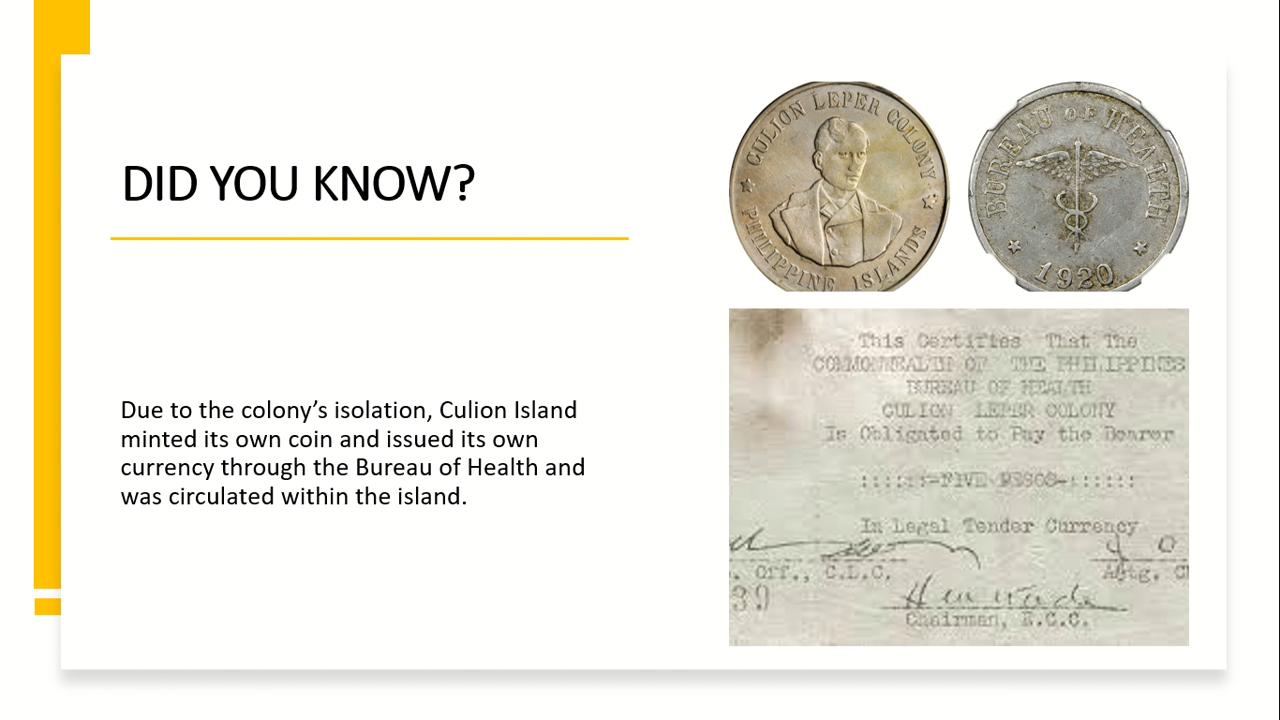 DID YOU KNOW?
Due to the colony’s isolation, Culion Island
minted its own coin and issued its own
currency through the Bureau of Health and
was circulated within the island.
CULION LEPER COLONY
PHILIPPINE ISLANDS
BUREAU OF HEALTH
1920
This Certifies That The
COMMONWEALTH OF THE PHILIPPINES
BUREAU OF HEALTH
CULION LEPER COLONY
Is Obligated to Pay the Bearer
::::::-FIVE PESOS-::::::
In Legal Tender Currency
. Off., C.L.C.
Actg. C
39
Chairman, E.C.C.